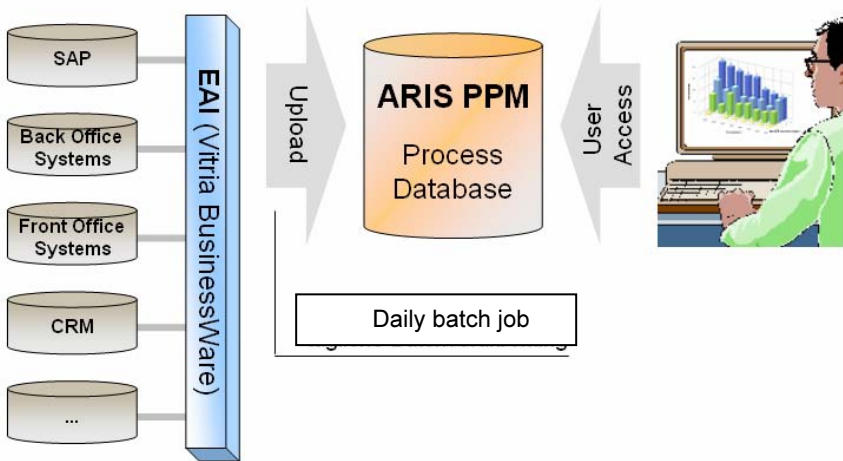 SAP
Back Office
Systems
Front Office
Systems
CRM
...
EAI (Vitria BusinessWare)
Upload
ARIS PPM
Process
Database
User
Access
Daily batch job